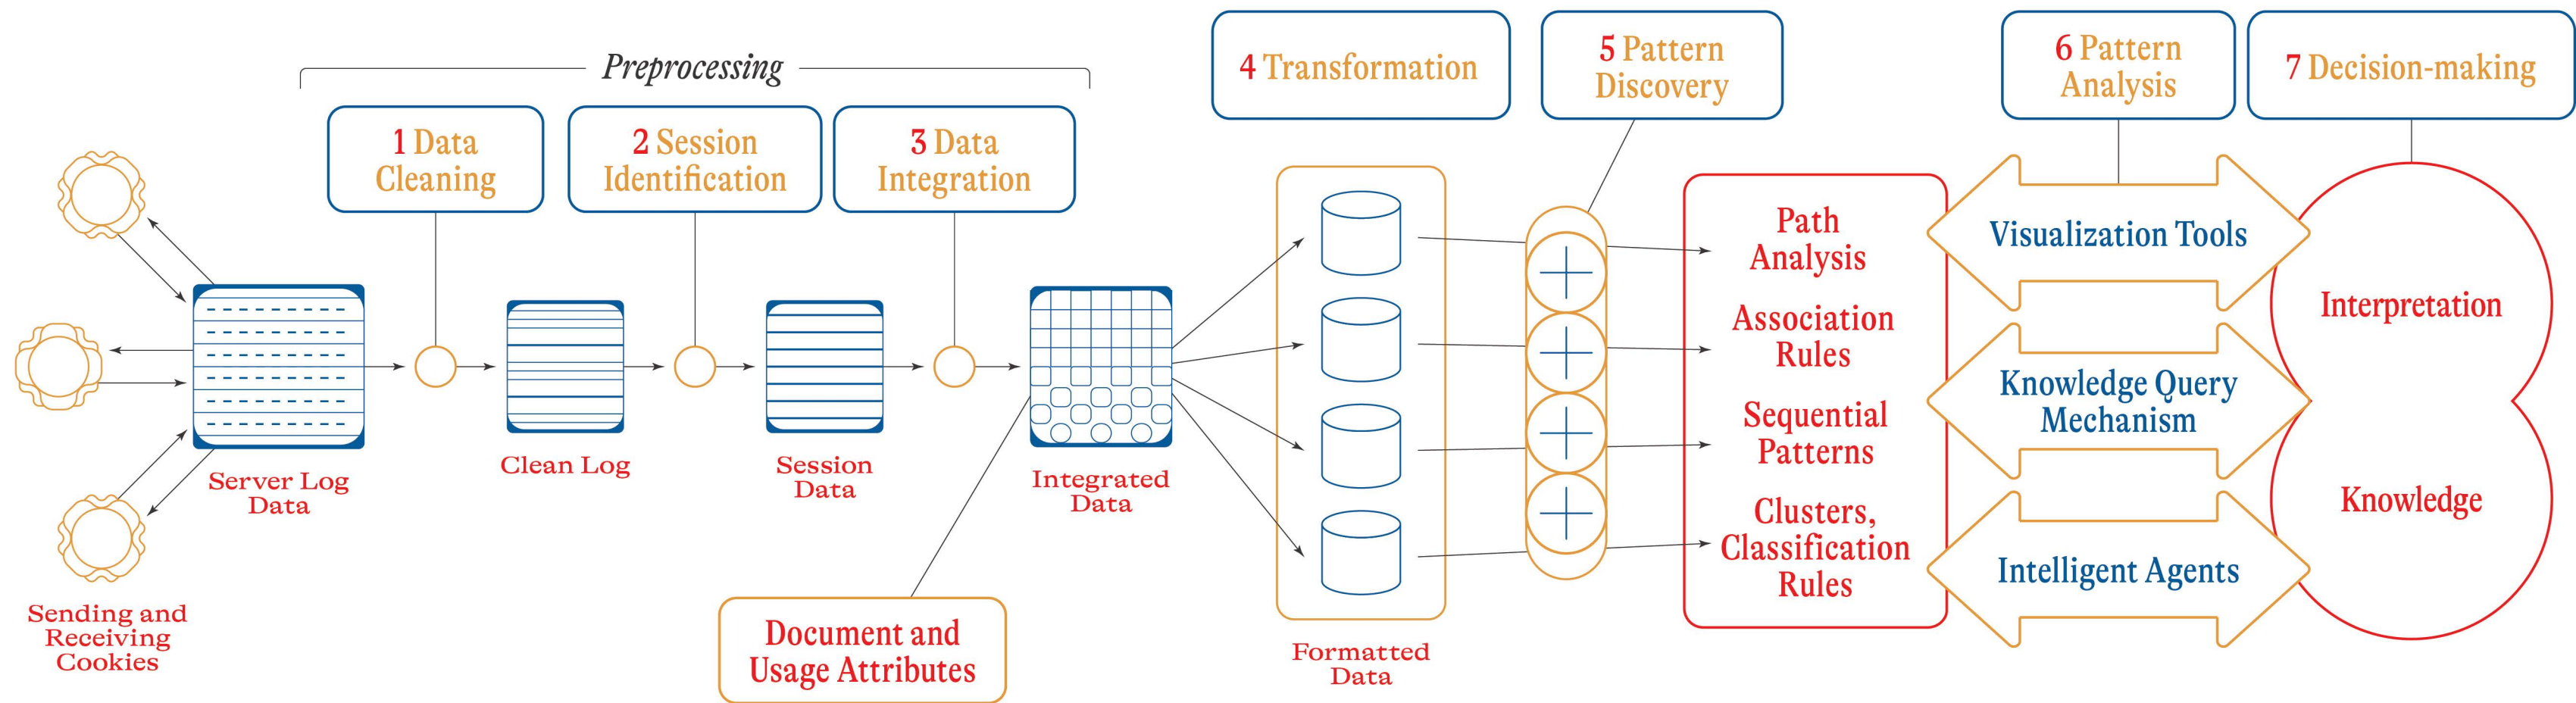 Preprocessing
1 Data
Cleaning
2 Session
Identification
3 Data
Integration
4 Transformation
5 Pattern
Discovery
6 Pattern
Analysis
7 Decision-making
Sending and
Receiving
Cookies
Server Log
Data
Clean Log
Session
Data
Integrated
Data
Document and
Usage Attributes
Formatted
Data
Path
Analysis
Association
Rules
Sequential
Patterns
Clusters,
Classification
Rules
Visualization Tools
Knowledge Query
Mechanism
Intelligent Agents
Interpretation
Knowledge